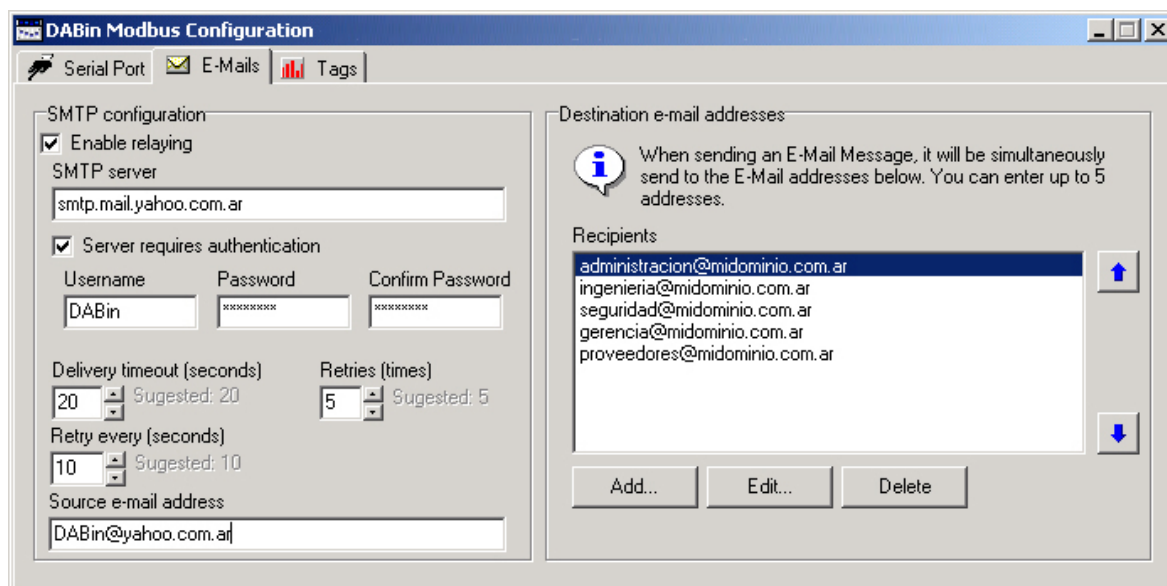 DABin Modbus Configuration
Serial Port E-Mails Tags
SMTP configuration
Enable relaying
SMTP server
smtp.mail.yahoo.com.ar
Server requires authentication
Username Password Confirm Password
DABin ******** ********
Delivery timeout (seconds) Retries (times)
20 Sugested: 20 5 Sugested: 5
Retry every (seconds)
10 Sugested: 10
Source e-mail address
DABin@yahoo.com.ar
Destination e-mail addresses
When sending an E-Mail Message, it will be simultaneously
send to the E-Mail addresses below. You can enter up to 5
addresses.
Recipients
administracion@midominio.com.ar
ingenieria@midominio.com.ar
seguridad@midominio.com.ar
gerencia@midominio.com.ar
proveedores@midominio.com.ar
Add... Edit... Delete